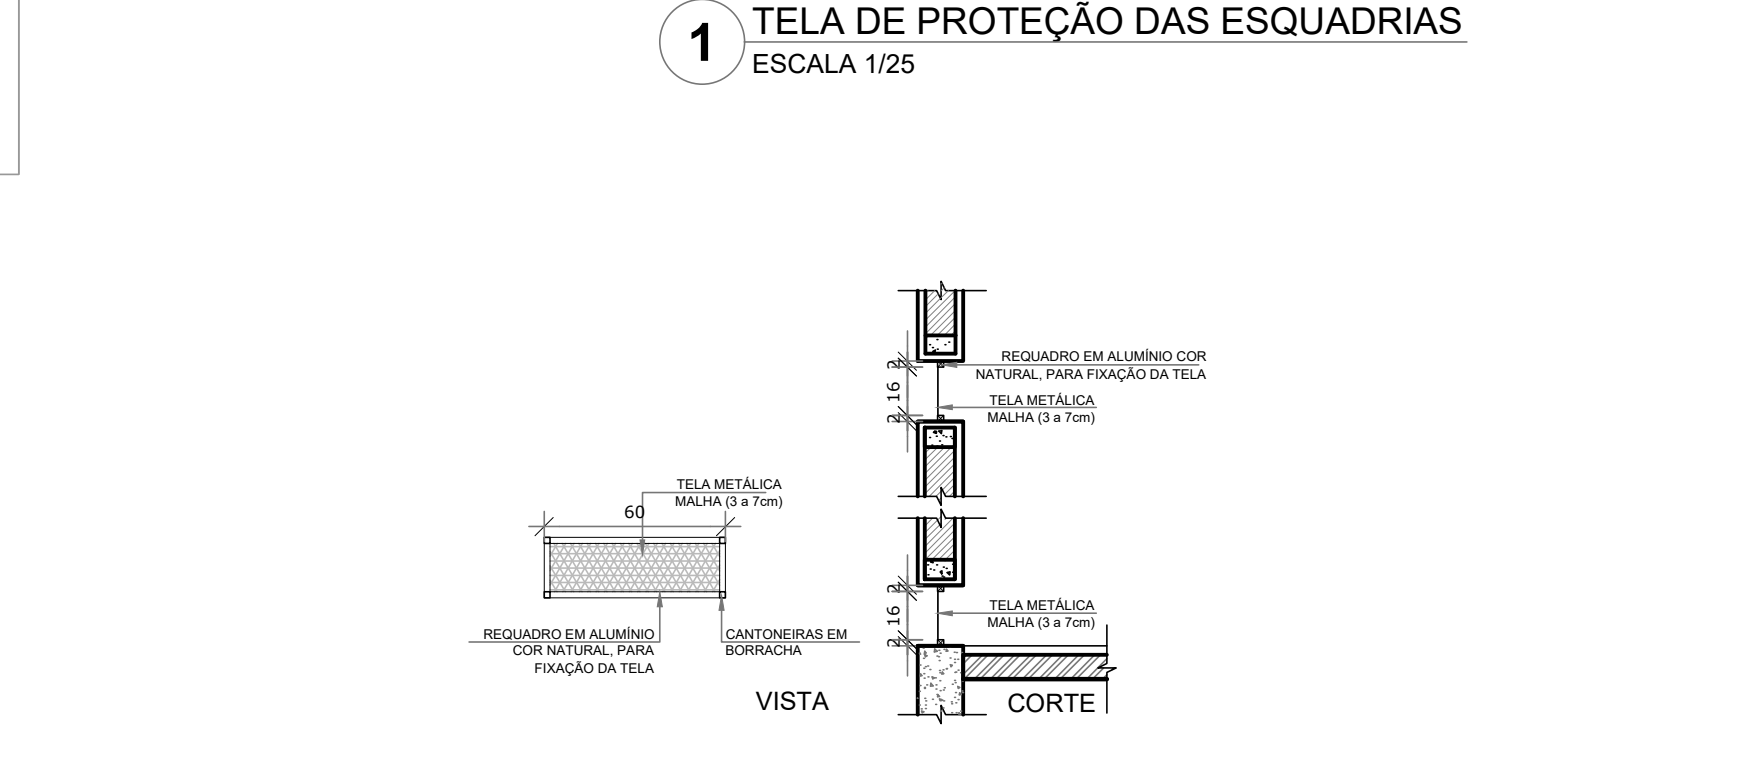 1
TELA DE PROTEÇÃO DAS ESQUADRIAS
ESCALA 1/25
2
16
2
REQUADRO EM ALUMÍNIO COR
NATURAL, PARA FIXAÇÃO DA TELA
TELA METÁLICA
MALHA (3 a 7cm)
TELA METÁLICA
MALHA (3 a 7cm)
60
REQUADRO EM ALUMÍNIO
COR NATURAL, PARA
FIXAÇÃO DA TELA
CANTONEIRAS EM
BORRACHA
VISTA
2
16
2
TELA METÁLICA
MALHA (3 a 7cm)
CORTE